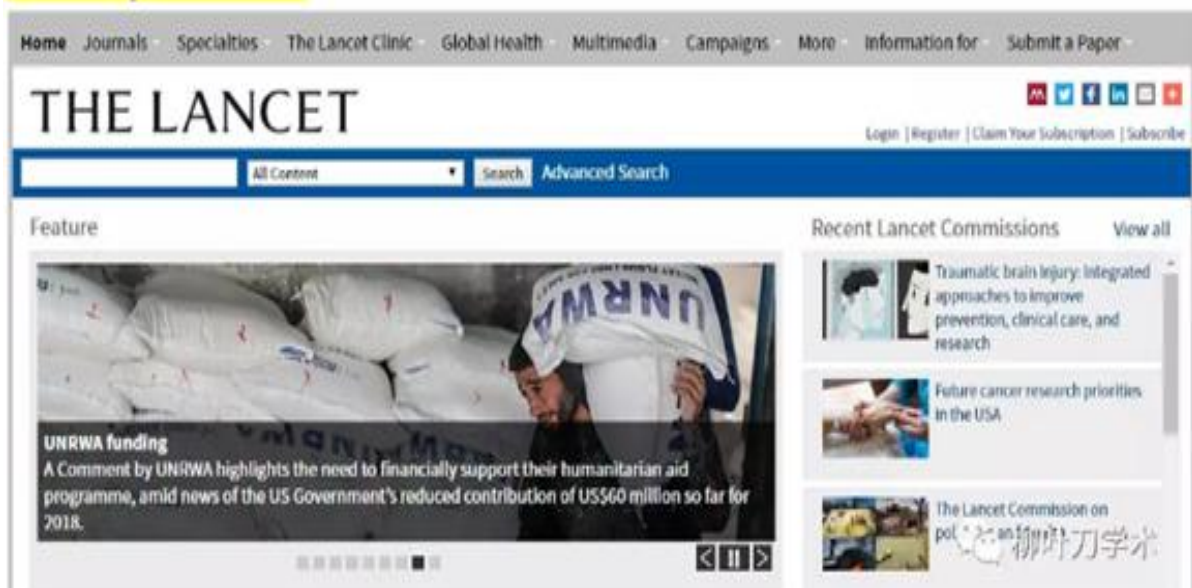 Home Journals Specialties The Lancet Clinic Global Health Multimedia Campaigns More Information for Submit a Paper
THE LANCET
Login | Register | Claim Your Subscription | Subscribe
All Content Search Advanced Search
Feature
UNRWA
UNRWA
UNRWA funding
A Comment by UNRWA highlights the need to financially support their humanitarian aid
programme, amid news of the US Government's reduced contribution of US$60 million so far for
2018.
Recent Lancet Commissions View all
Traumatic brain injury: integrated
approaches to improve
prevention, clinical care, and
research
Future cancer research priorities
in the USA
The Lancet Commission on
柳叶刀学术